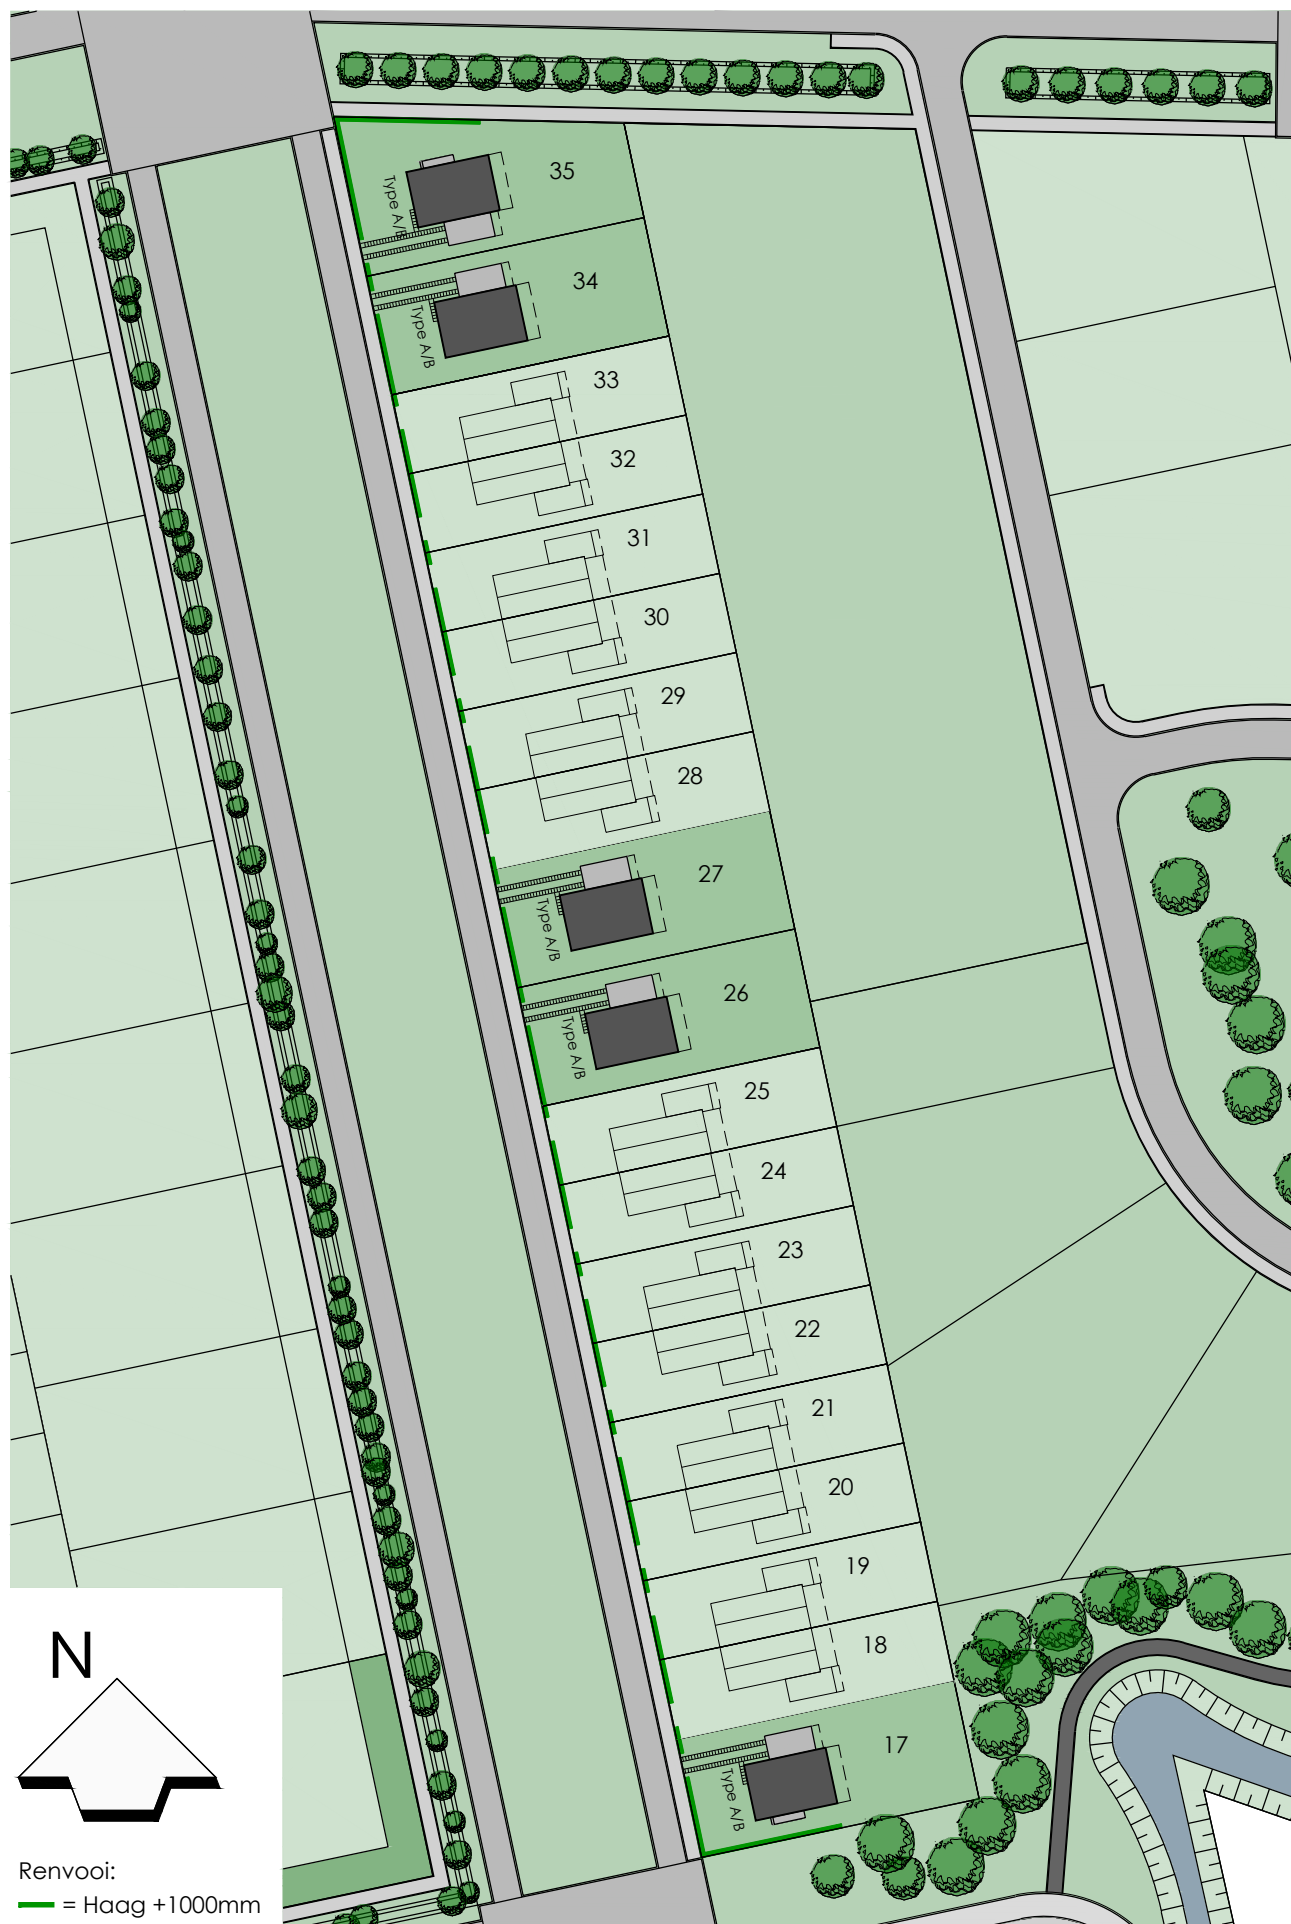 35
Type A/B
34
Type A/B
33
32
31
30
29
28
27
Type A/B
26
Type A/B
25
24
23
22
21
20
19
18
17
Type A/B
N
Renvooi:
= Haag +1000mm